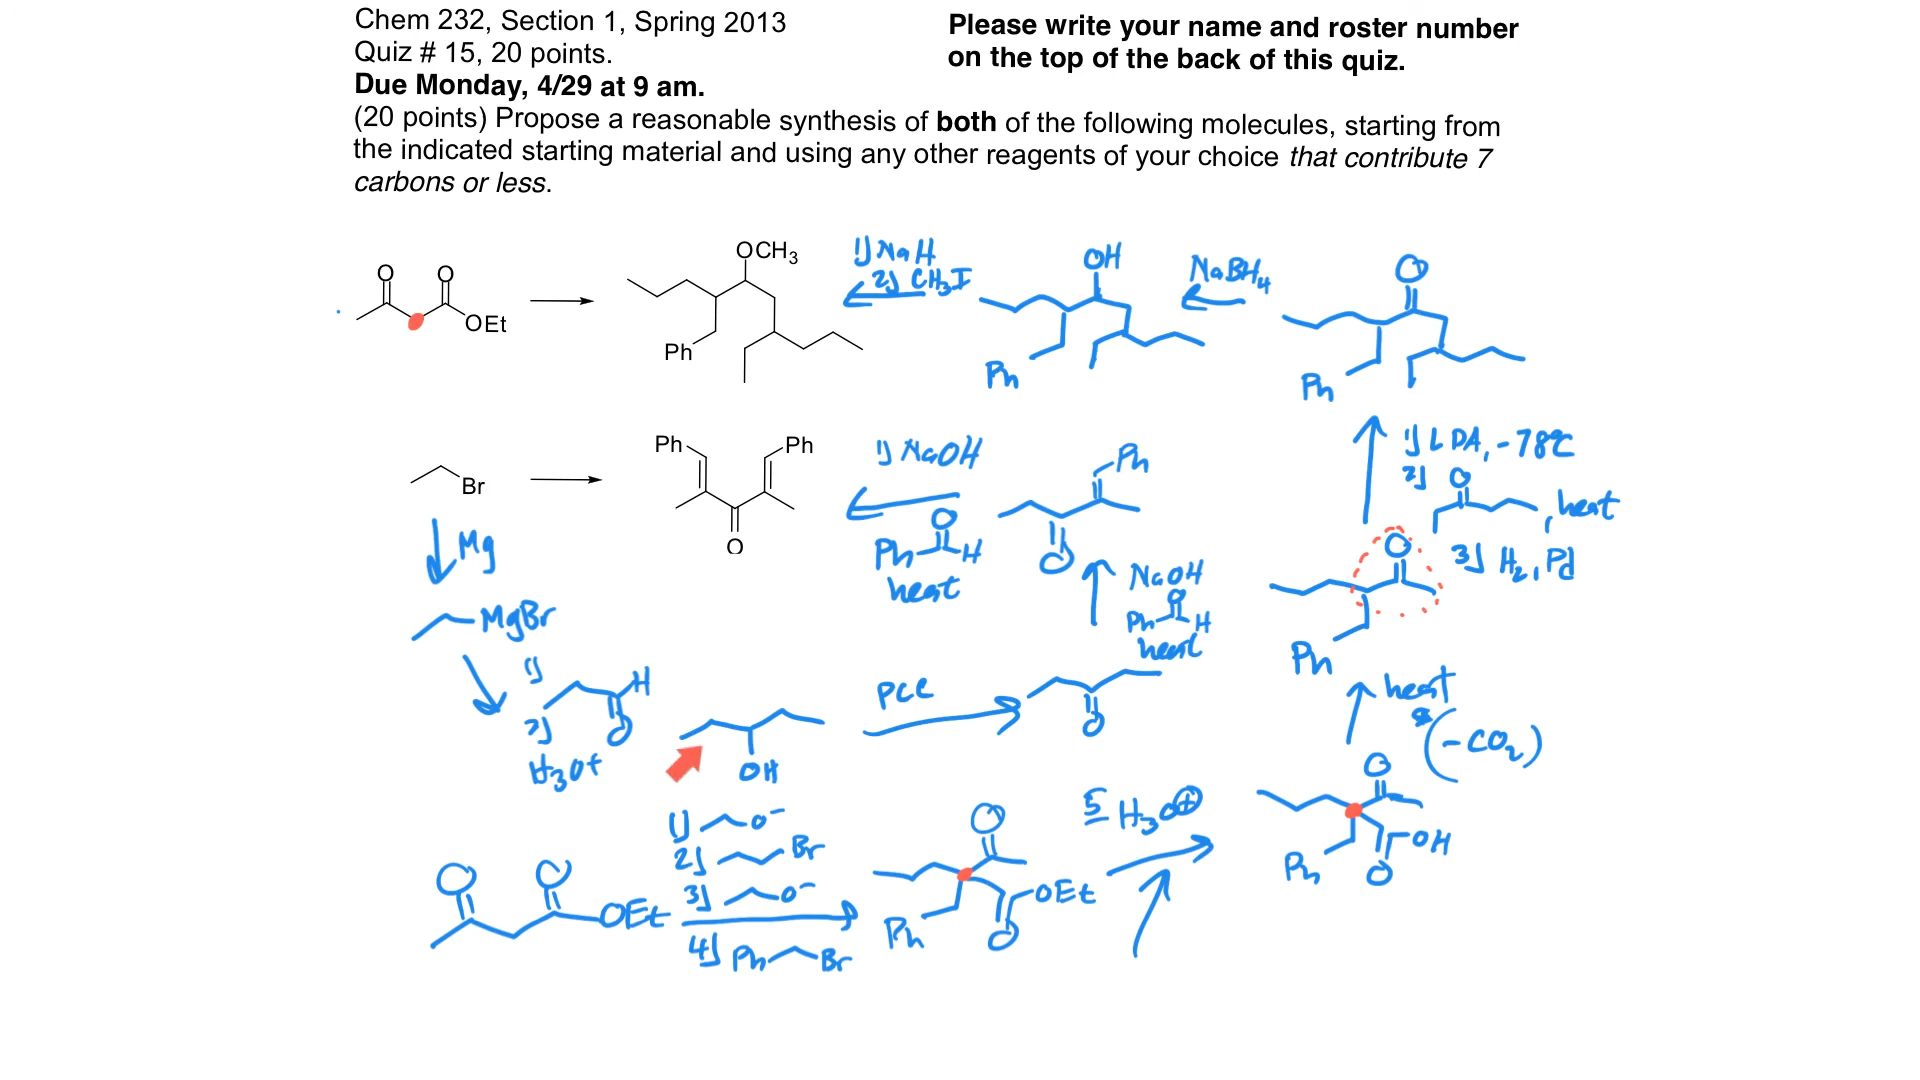 Chem 232, Section 1, Spring 2013
Quiz # 15, 20 points.
Due Monday, 4/29 at 9 am.
Please write your name and roster number
on the top of the back of this quiz.
(20 points) Propose a reasonable synthesis of both of the following molecules, starting from
the indicated starting material and using any other reagents of your choice that contribute 7
carbons or less.
O O
OEt
OCH3
Ph
1) NaH
2) CH3I
OH
Ph
NaBH4
O
Ph
1) LDA, -78°C
2) O
, heat
3) H2, Pd
Br
Ph Ph
O
1) NaOH
O
Ph H
heat
Ph
O
NaOH
O
Ph H
heat
O
Ph
Mg
MgBr
1)
H
O
2)
H3O+
OH
PCC
O
heat
(-CO2)
O O
OEt
1) O-
2) Br
3) O-
4) Ph Br
O
OEt
O
Ph
5 H3O+
O
OH
O
Ph